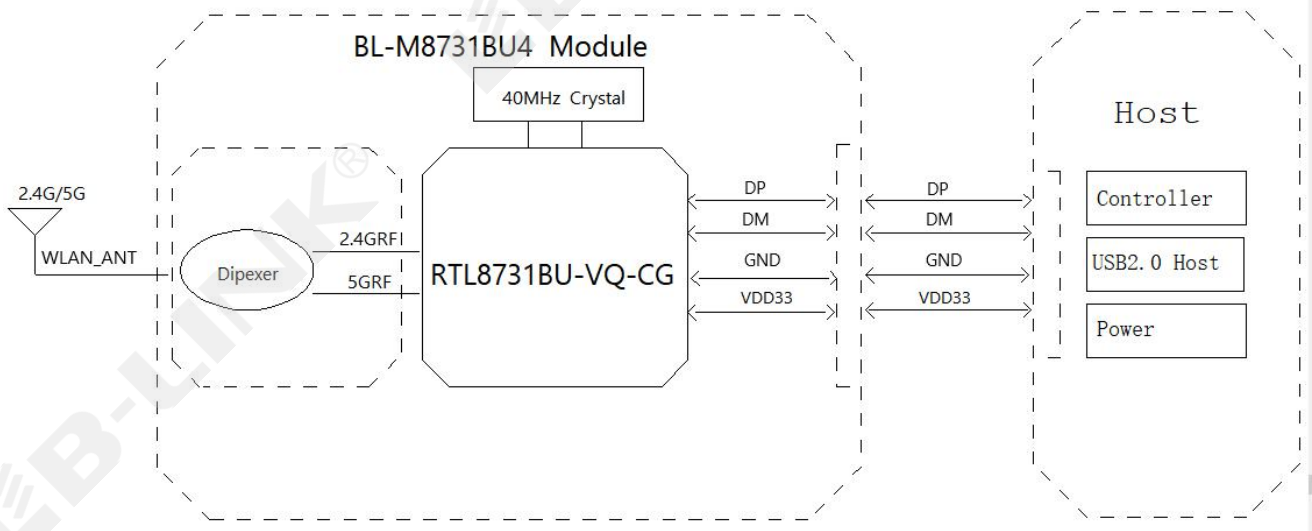 BL-M8731BU4 Module
40MHz Crystal
Host
2.4G/5G
WLAN_ANT
Dipexer
2.4GRF
5GRF
RTL8731BU-VQ-CG
DP
DM
GND
VDD33
DP
DM
GND
VDD33
Controller
USB2.0 Host
Power
B-LINK®